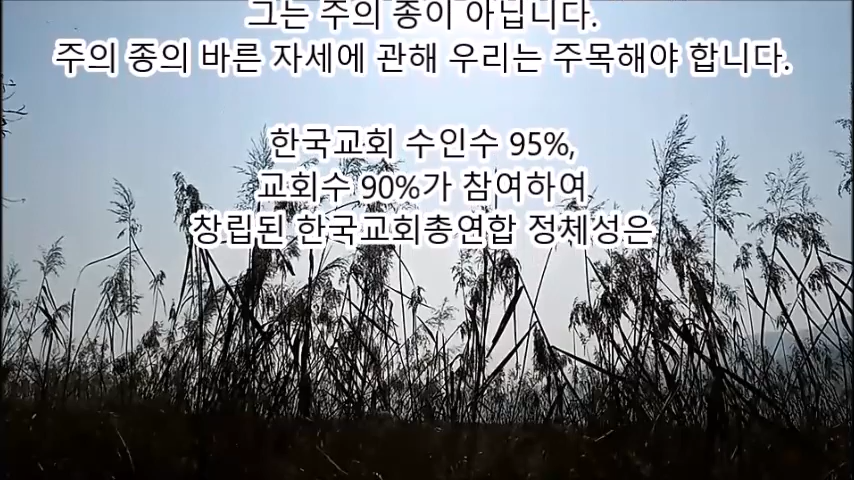 그는 주의 종이 아닙니다.
주의 종의 바른 자세에 관해 우리는 주목해야 합니다.
한국교회 수인수 95%,
교회수 90%가 참여하여
창립된 한국교회총연합 정체성은